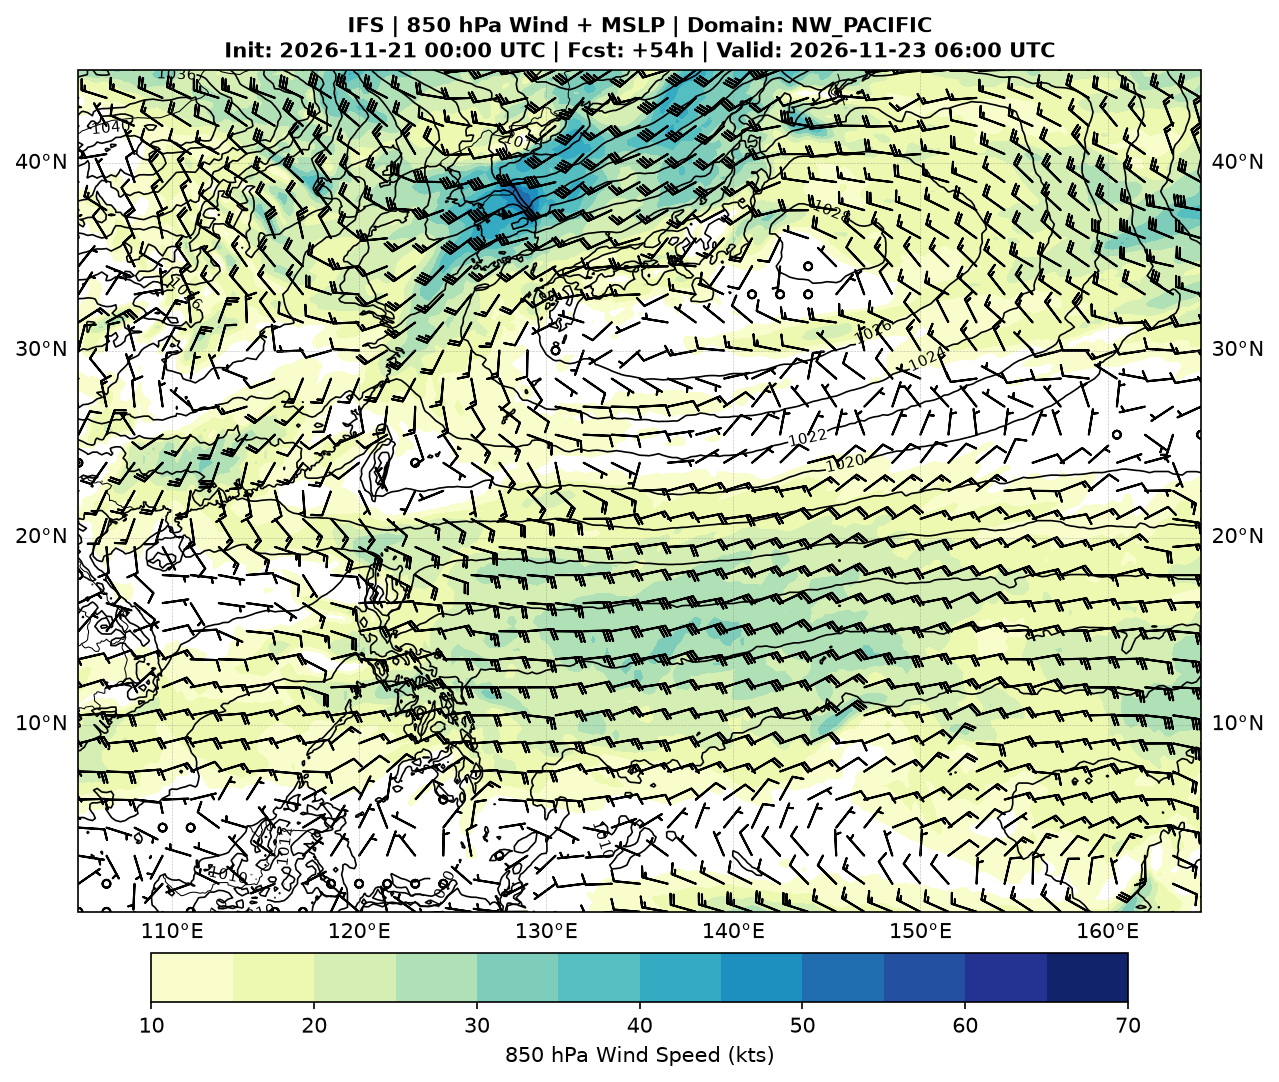 IFS | 850 hPa Wind + MSLP | Domain: NW_PACIFIC
Init: 2026-11-21 00:00 UTC | Fcst: +54h | Valid: 2026-11-23 06:00 UTC
1036
1040
1028
1026
1024
1022
1020
1012
1010
40°N
30°N
20°N
10°N
40°N
30°N
20°N
10°N
110°E 120°E 130°E 140°E 150°E 160°E
10 20 30 40 50 60 70
850 hPa Wind Speed (kts)